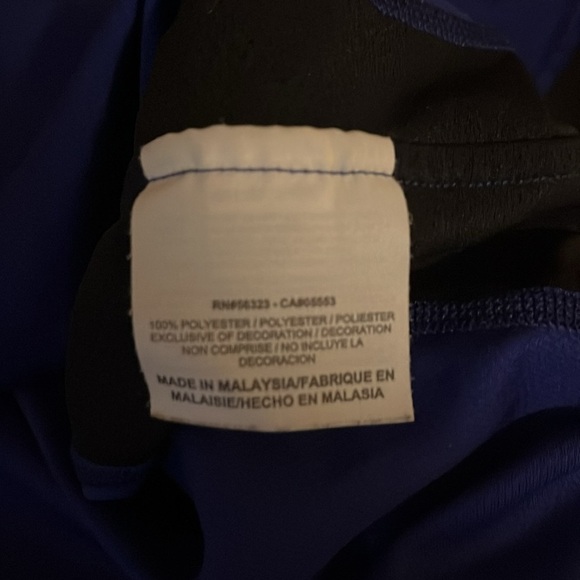 RN#56323 - CA#05553
100% POLYESTER / POLYESTER / POLIESTER
EXCLUSIVE OF DECORATION / DECORATION
NON COMPRISE / NO INCLUYE LA
DECORACION
MADE IN MALAYSIA/FABRIQUE EN
MALAISIE/HECHO EN MALASIA